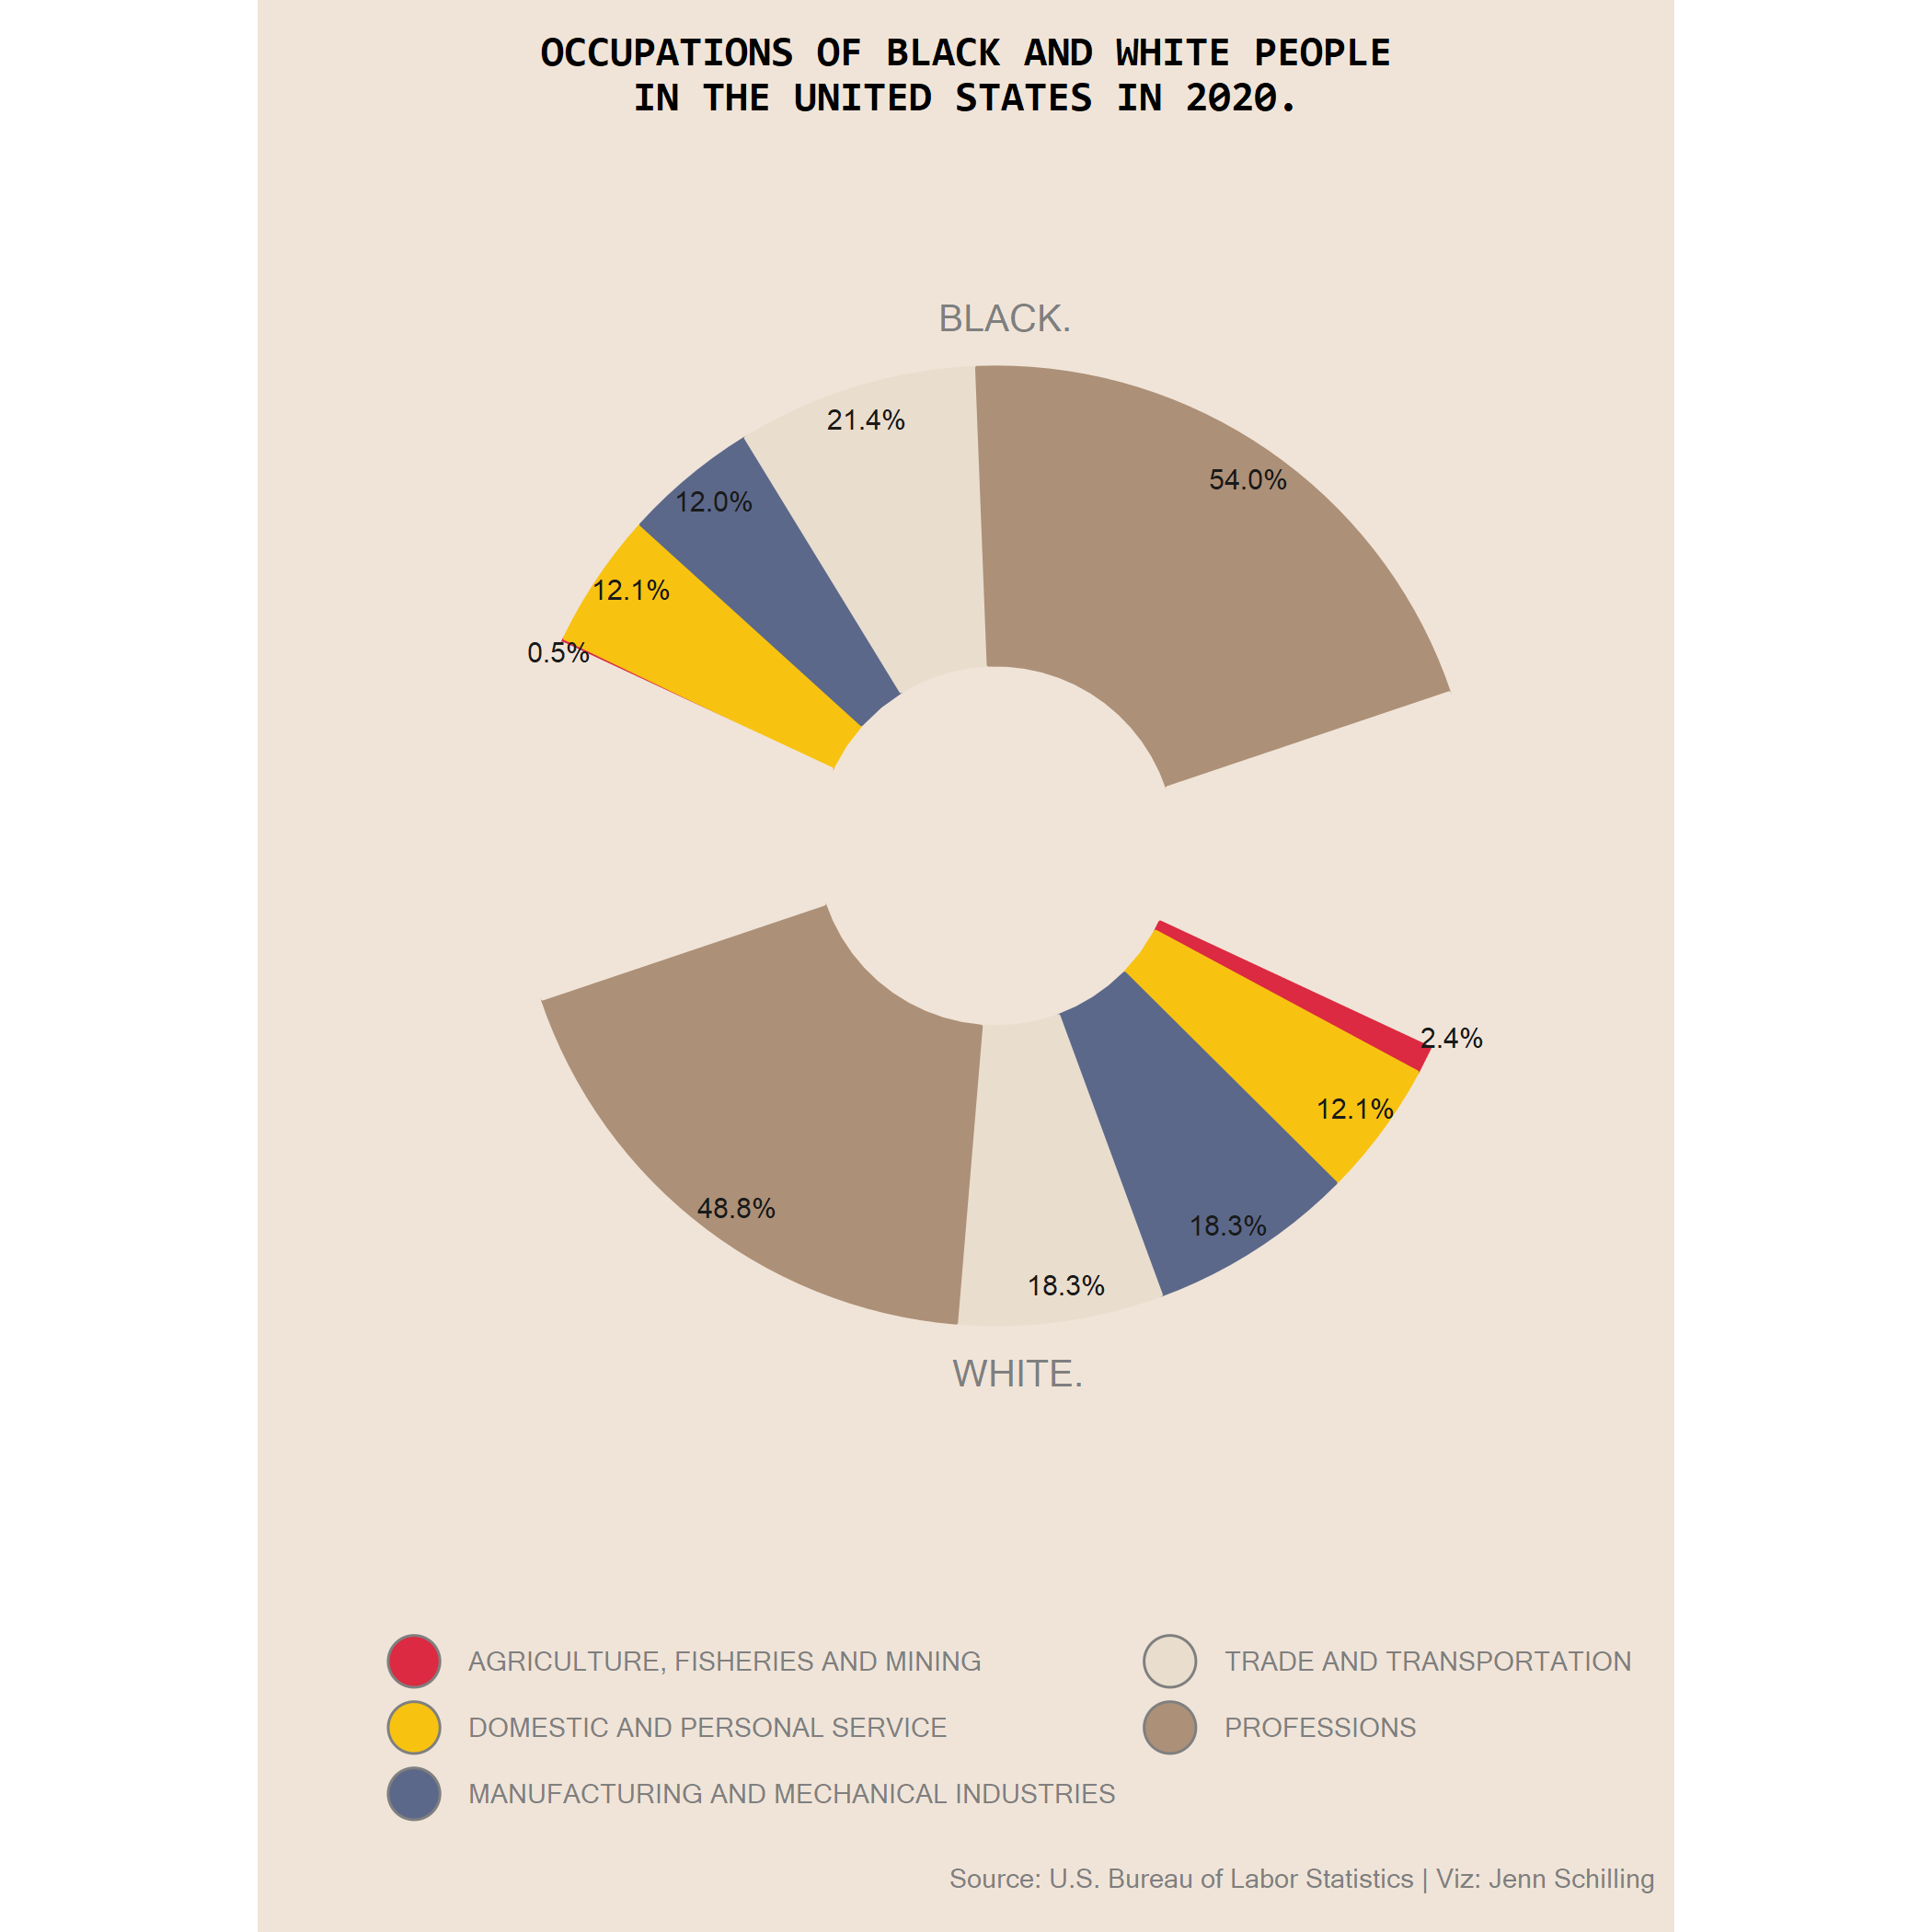 OCCUPATIONS OF BLACK AND WHITE PEOPLE
IN THE UNITED STATES IN 2020.
BLACK.
21.4%
54.0%
12.0%
12.1%
0.5%
2.4%
12.1%
48.8%
18.3%
18.3%
WHITE.
AGRICULTURE, FISHERIES AND MINING
DOMESTIC AND PERSONAL SERVICE
MANUFACTURING AND MECHANICAL INDUSTRIES
TRADE AND TRANSPORTATION
PROFESSIONS
Source: U.S. Bureau of Labor Statistics | Viz: Jenn Schilling